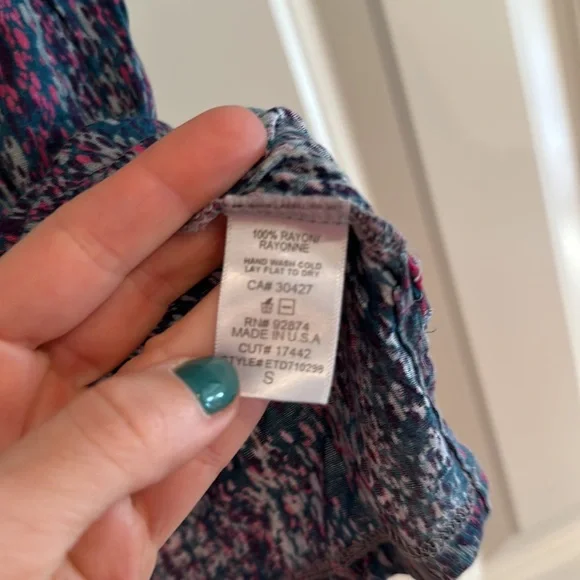 100% RAYON/
RAYONNE
HAND WASH COLD
LAY FLAT TO DRY
CA# 30427
RN# 92874
MADE IN U.S.A
CUT# 17442
STYLE# ETD710298
S